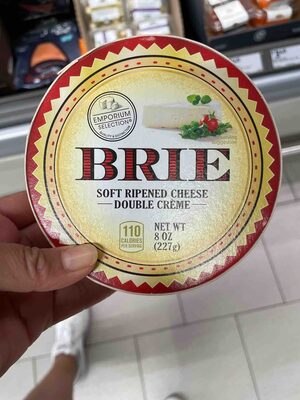 EMPORIUM
SELECTION®
BRIE
SOFT RIPENED CHEESE
DOUBLE CRÈME
110
CALORIES
PER SERVING
NET WT
8 OZ
(227g)